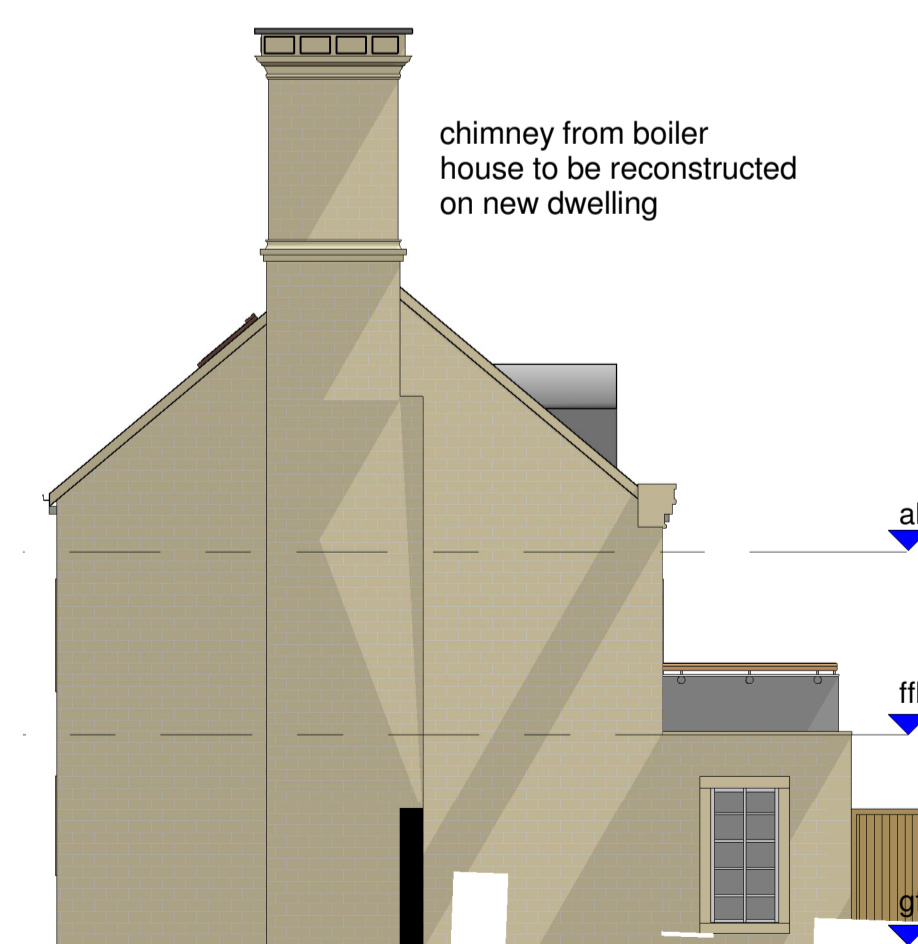 chimney from boiler
house to be reconstructed
on new dwelling